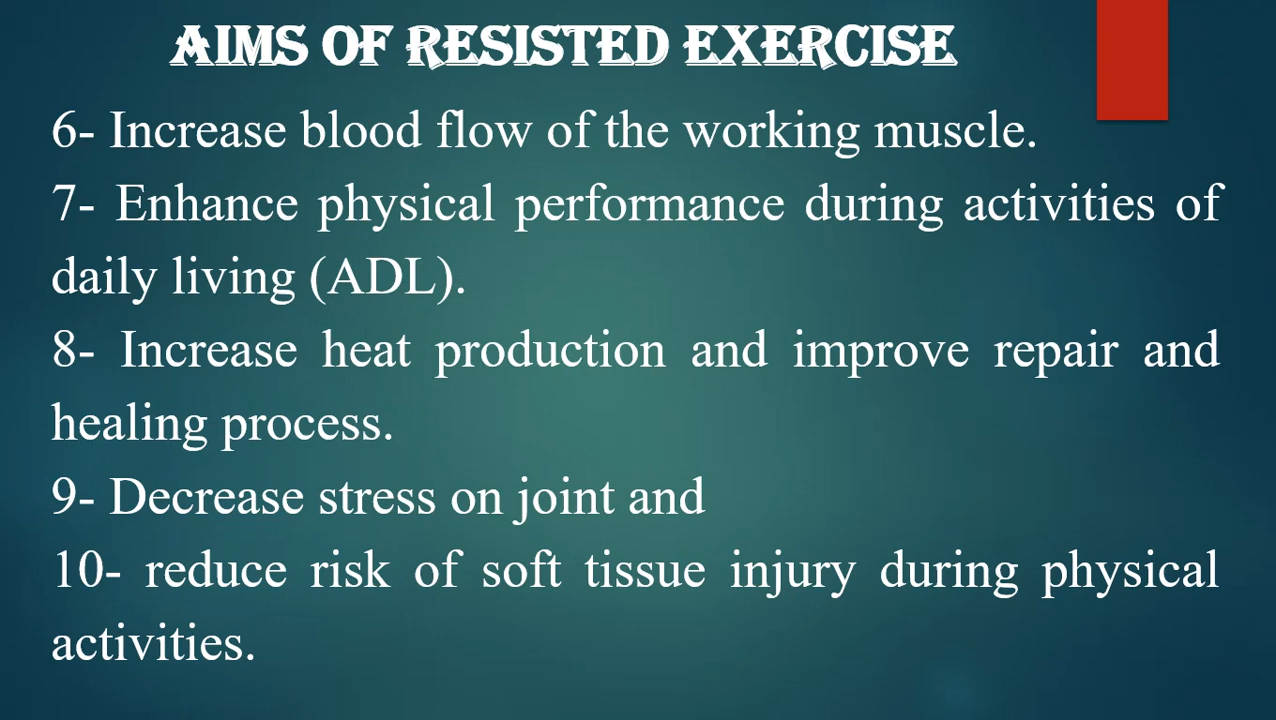 AIMS OF RESISTED EXERCISE
6- Increase blood flow of the working muscle.
7- Enhance physical performance during activities of
daily living (ADL).
8- Increase heat production and improve repair and
healing process.
9- Decrease stress on joint and
10- reduce risk of soft tissue injury during physical
activities.